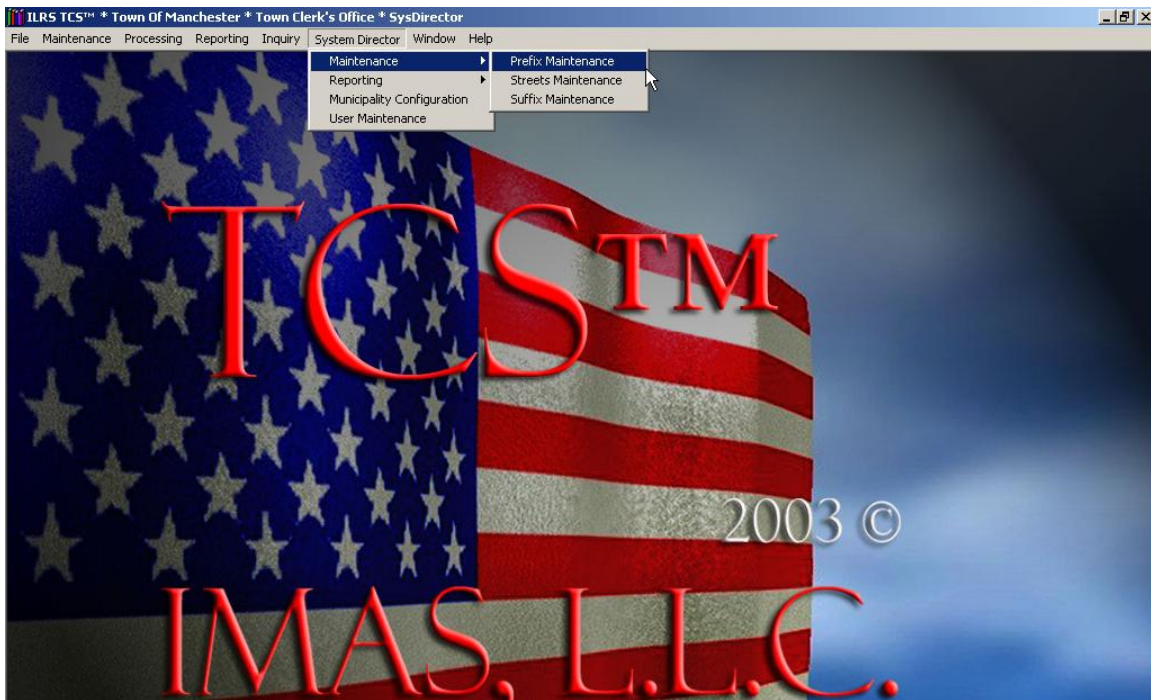 ILRS TCS™ * Town Of Manchester * Town Clerk's Office * SysDirector
File Maintenance Processing Reporting Inquiry System Director Window Help
Maintenance
Reporting
Municipality Configuration
User Maintenance
Prefix Maintenance
Streets Maintenance
Suffix Maintenance
TCS™
2003 ©
IMAS, L.L.C.